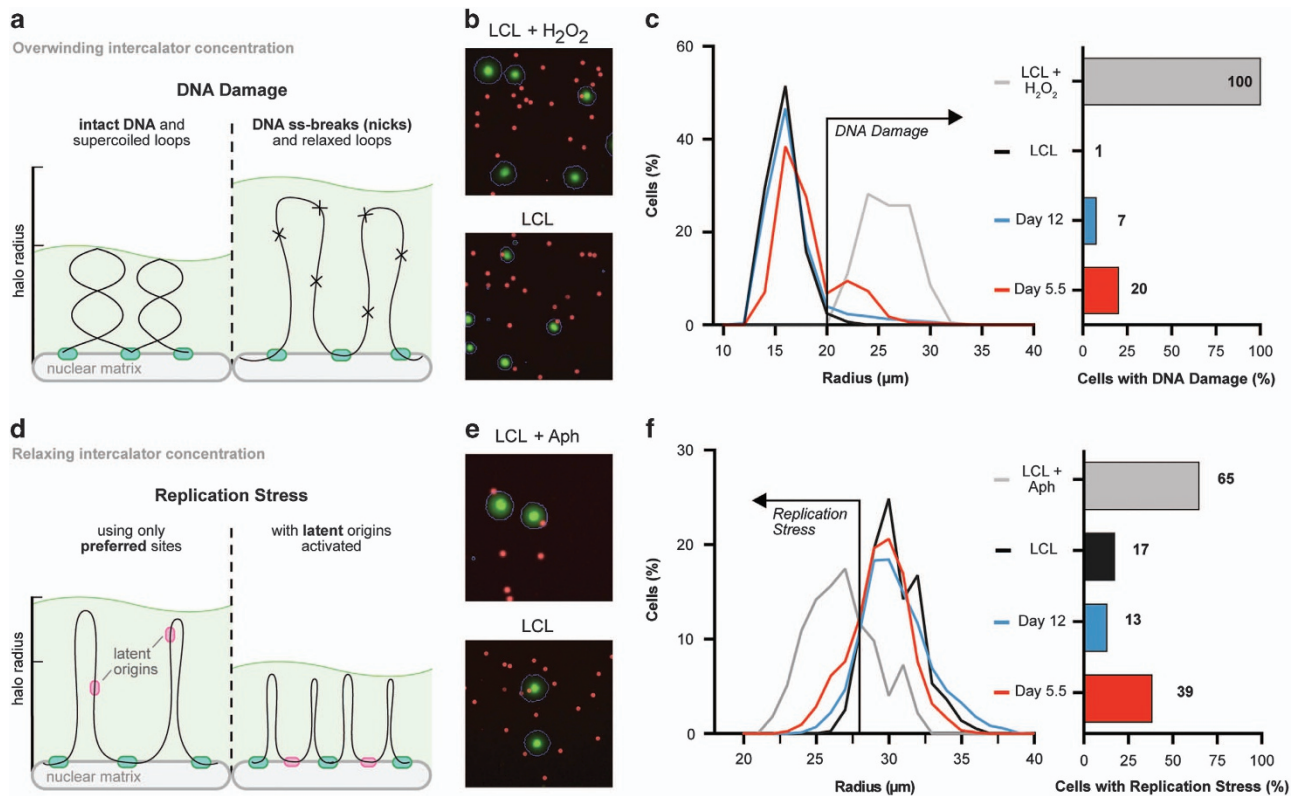 a
Overwinding intercalator concentration
DNA Damage
intact DNA and
supercoiled loops
DNA ss-breaks (nicks)
and relaxed loops
halo radius
nuclear matrix
b
LCL + H₂O₂
LCL
c
60
40
20
0
Cells (%)
10
15
20
25
30
35
40
Radius (µm)
DNA Damage
LCL +
H₂O₂
LCL
Day 12
Day 5.5
100
1
7
20
0
25
50
75
100
Cells with DNA Damage (%)
d
Relaxing intercalator concentration
Replication Stress
using only
preferred sites
with latent origins
activated
latent
origins
halo radius
nuclear matrix
e
LCL + Aph
LCL
f
30
20
10
0
Cells (%)
20
25
30
35
40
Radius (µm)
Replication
Stress
LCL +
Aph
LCL
Day 12
Day 5.5
65
17
13
39
0
25
50
75
100
Cells with Replication Stress (%)